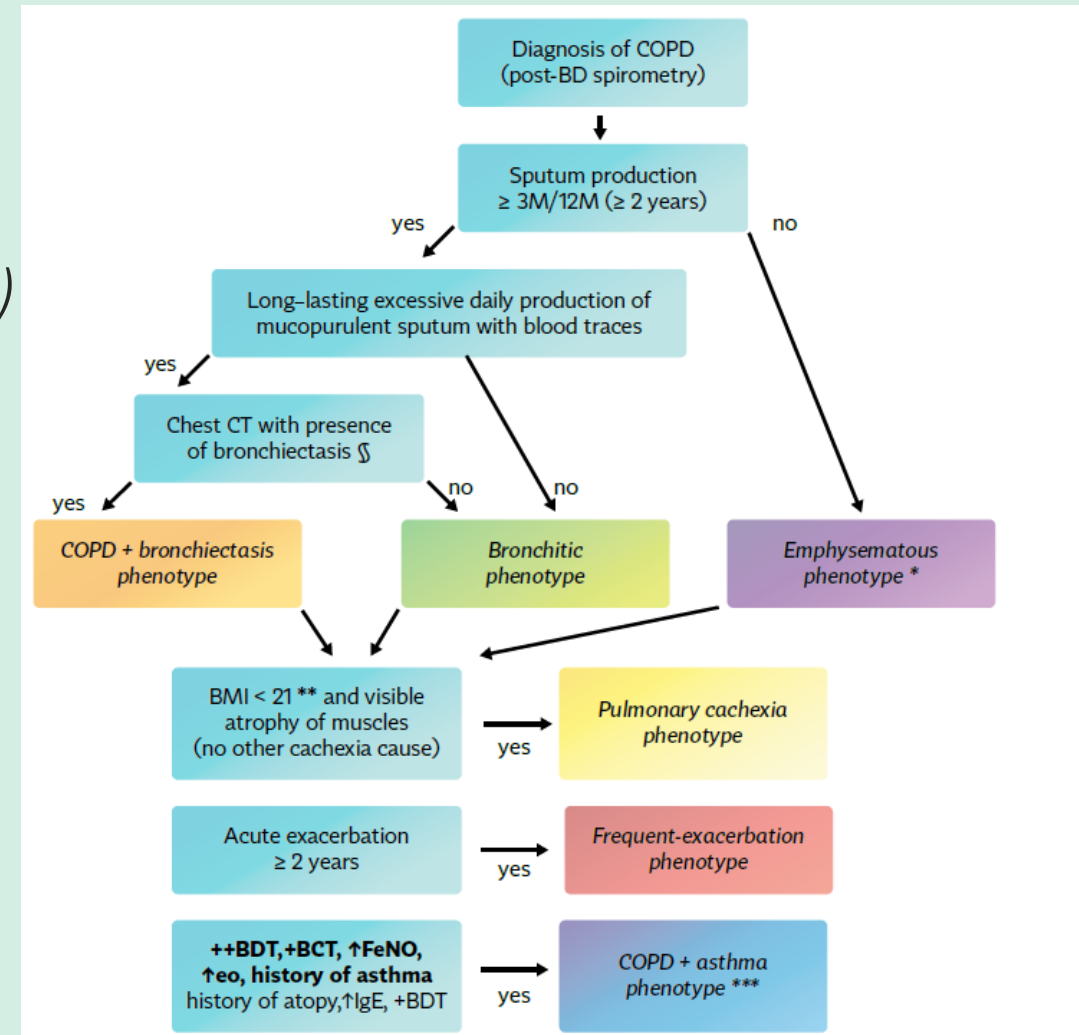 Diagnosis of COPD
(post-BD spirometry)
Sputum production
≥ 3M/12M (≥ 2 years)
yes
no
Long–lasting excessive daily production of
mucopurulent sputum with blood traces
yes
Chest CT with presence
of bronchiectasis §
yes
no
no
COPD + bronchiectasis
phenotype
Bronchitic
phenotype
Emphysematous
phenotype *
BMI < 21 ** and visible
atrophy of muscles
(no other cachexia cause)
yes
Pulmonary cachexia
phenotype
Acute exacerbation
≥ 2 years
yes
Frequent-exacerbation
phenotype
++BDT,+BCT, ↑FeNO,
↑eo, history of asthma
history of atopy,↑IgE, +BDT
yes
COPD + asthma
phenotype ***
)